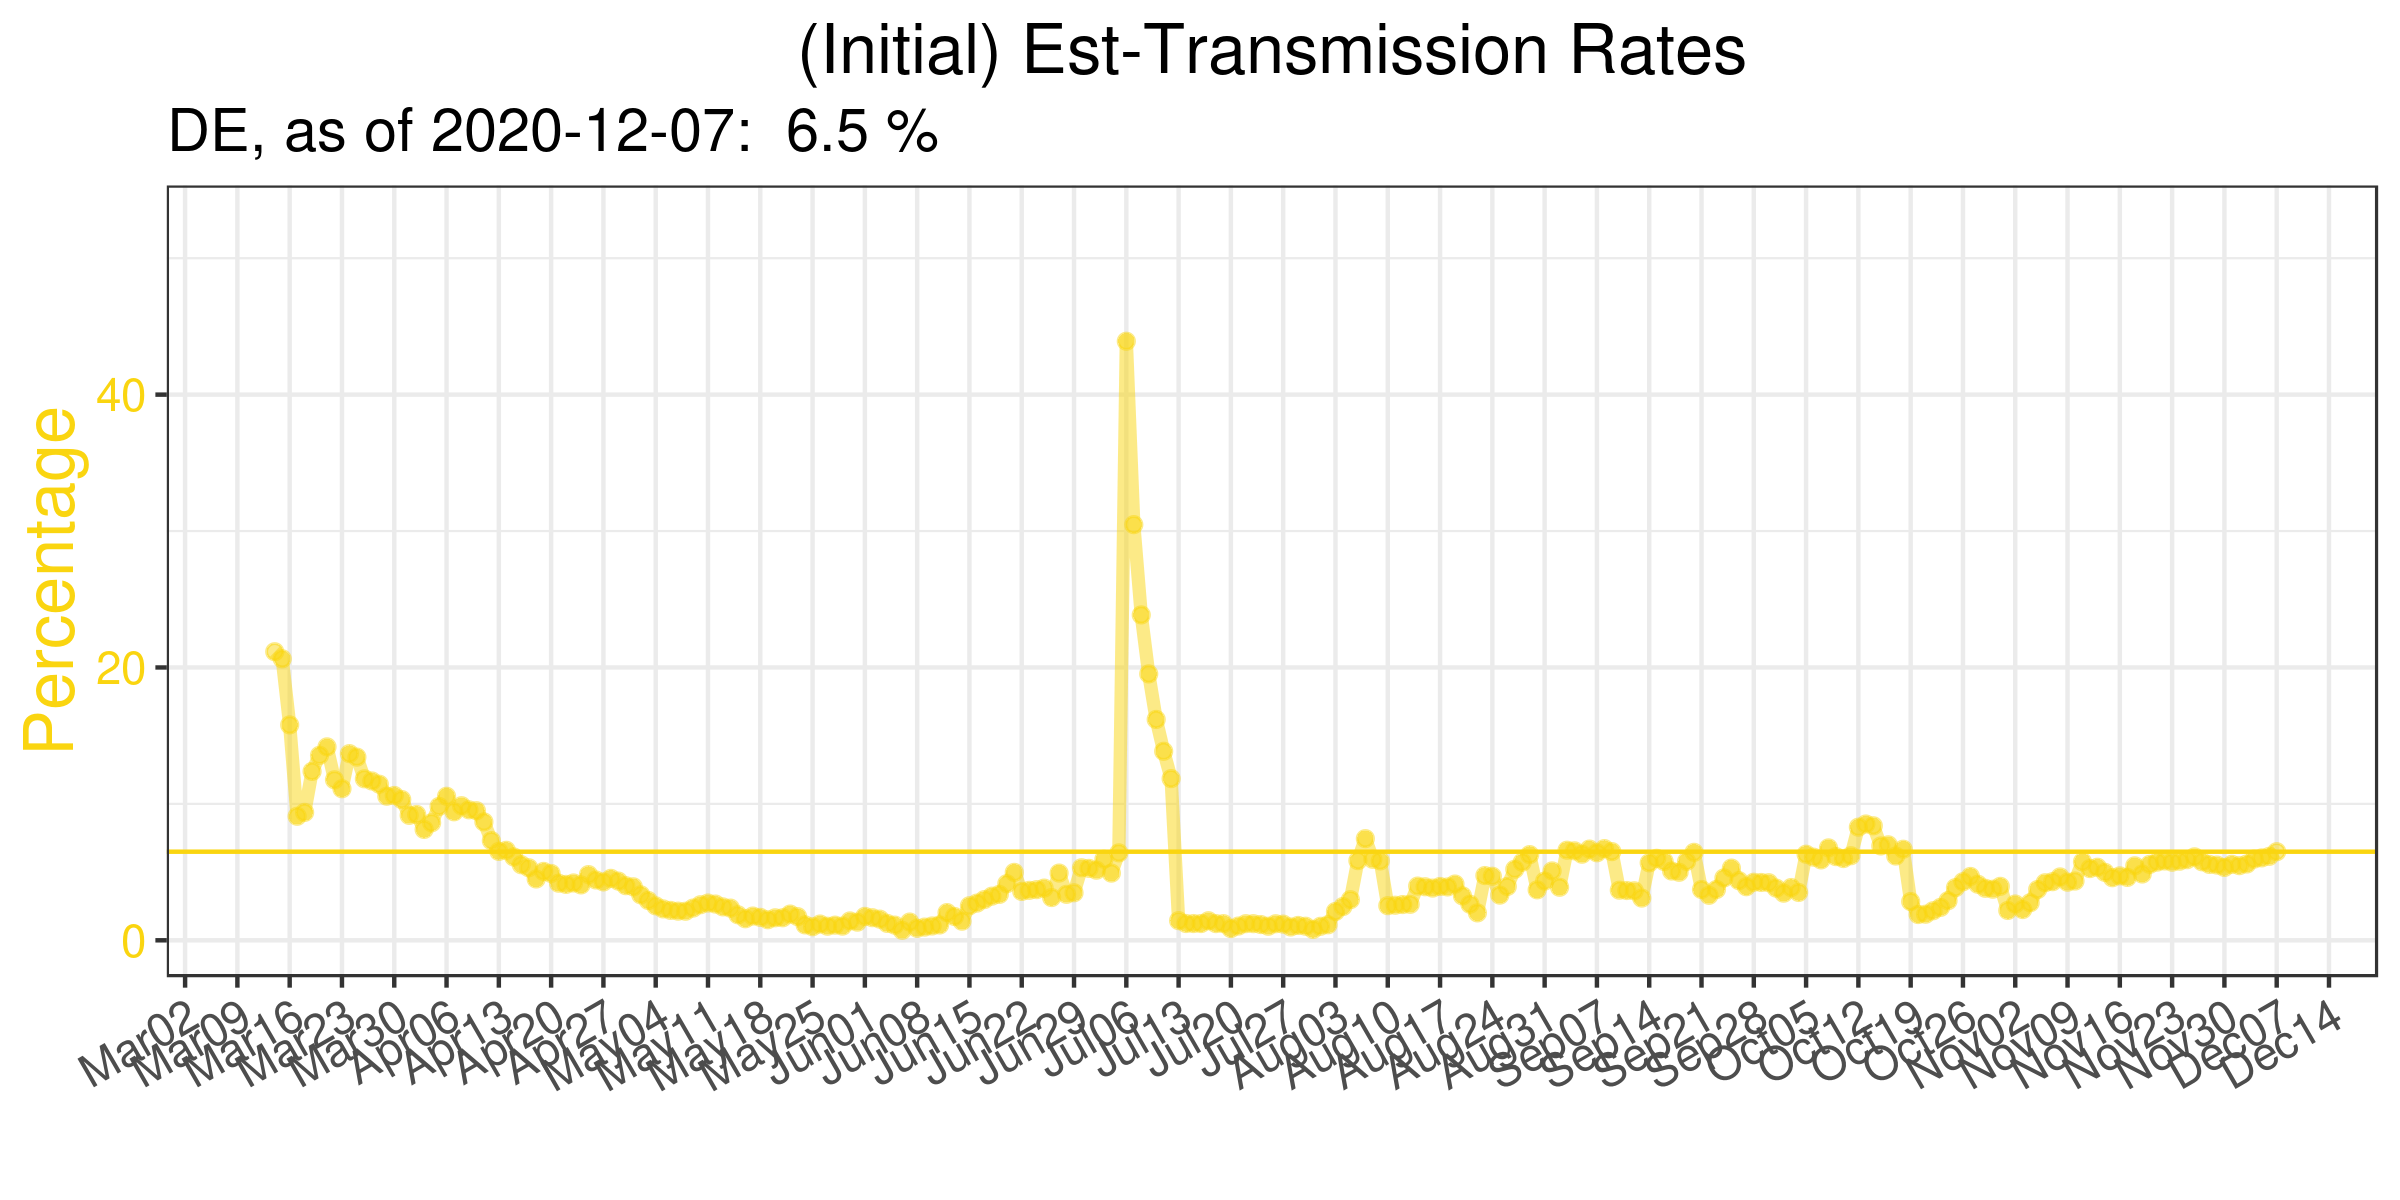 (Initial) Est-Transmission Rates
DE, as of 2020-12-07:  6.5 %
Percentage
40
20
0
Mar02
Mar09
Mar16
Mar23
Mar30
Apr06
Apr13
Apr20
Apr27
May04
May11
May18
May25
Jun01
Jun08
Jun15
Jun22
Jun29
Jul06
Jul13
Jul20
Jul27
Aug03
Aug10
Aug17
Aug24
Aug31
Sep07
Sep14
Sep21
Sep28
Oct05
Oct12
Oct19
Oct26
Nov02
Nov09
Nov16
Nov23
Nov30
Dec07
Dec14